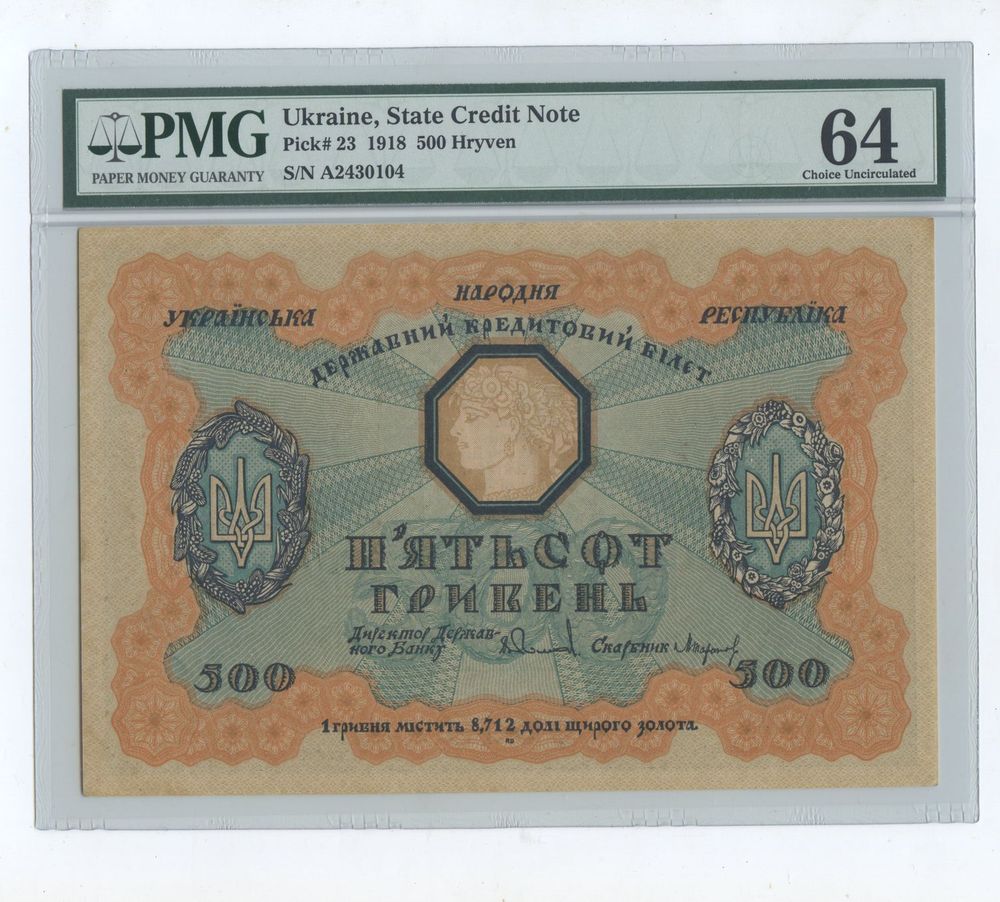 PMG
PAPER MONEY GUARANTY
Ukraine, State Credit Note
Pick# 23 1918 500 Hryven
S/N A2430104
64
Choice Uncirculated
УКРАЇНСЬКА НАРОДНЯ РЕСПУБЛІКА
ДЕРЖАВНИЙ КРЕДИТОВИЙ БІЛЄТ
500
П'ЯТЬСОТ
ГРИВЕНЬ
Директор Держав-
ного Банку
Скарбник
500
500
1 гривня містить 8,712 долі щирого золота.